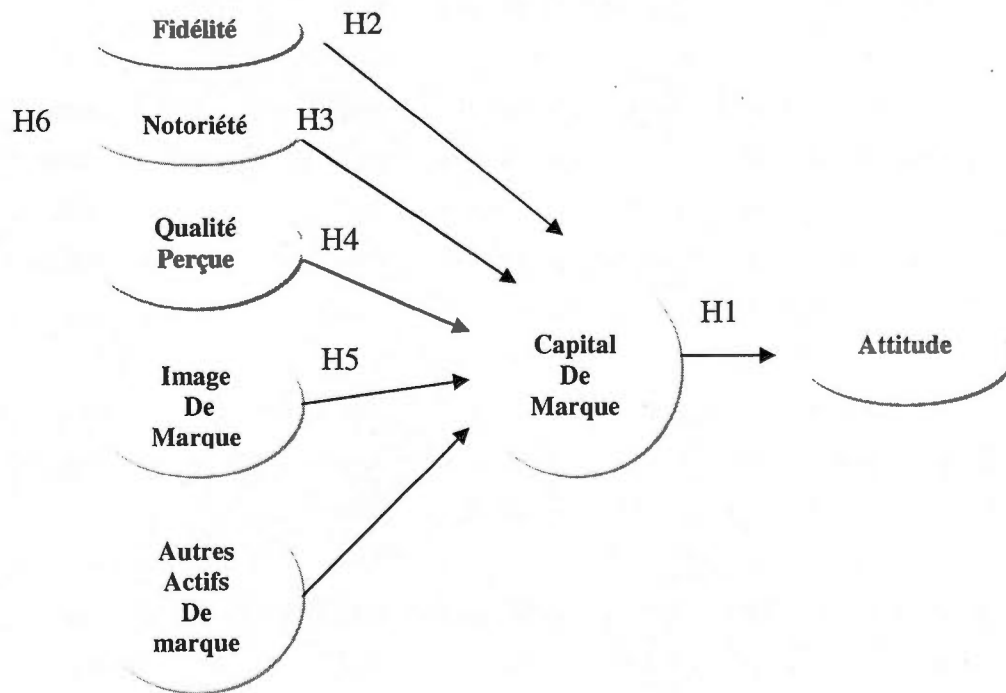 Fidélité
H2
H6
Notoriété
H3
Qualité
Perçue
H4
Image
De
Marque
H5
Autres
Actifs
De
marque
Capital
De
Marque
H1
Attitude